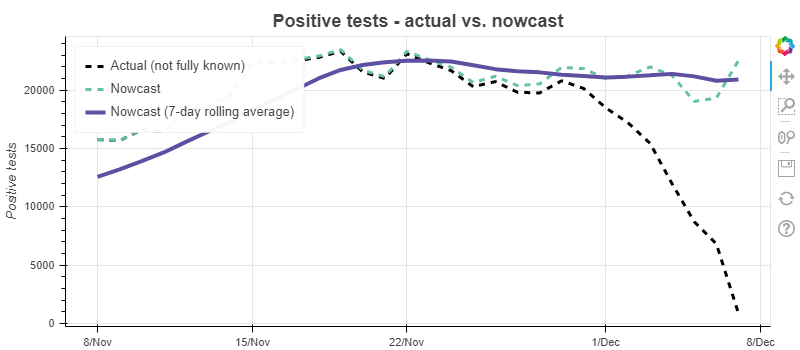 Positive tests - actual vs. nowcast
Actual (not fully known)
Nowcast
Nowcast (7-day rolling average)
Positive tests
20000
15000
10000
5000
0
8/Nov
15/Nov
22/Nov
1/Dec
8/Dec